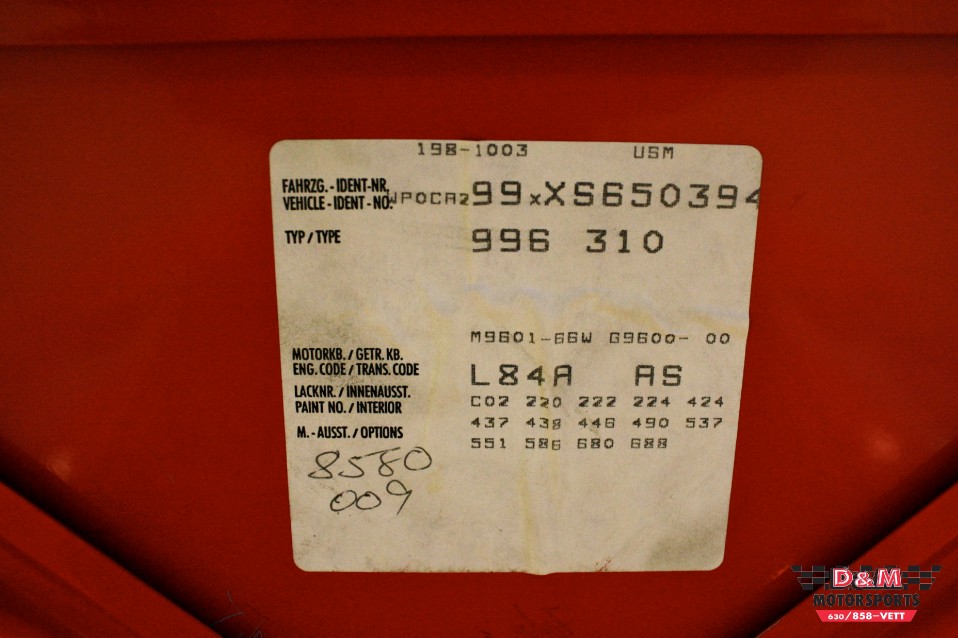 198-1003 USM
FAHRZG. - IDENT-NR.
VEHICLE - IDENT - NO. WP0CA299xXS650394
TYP / TYPE 996 310
M9601-66W G9600- 00
MOTORKB. / GETR. KB.
ENG. CODE / TRANS. CODE L84A AS
LACKNR. / INNENAUSST. C02 220 222 224 424
PAINT NO. / INTERIOR 437 438 446 490 537
M. - AUSST. / OPTIONS 551 586 680 688
8580
009
D&M
MOTORSPORTS
630/858-VETT